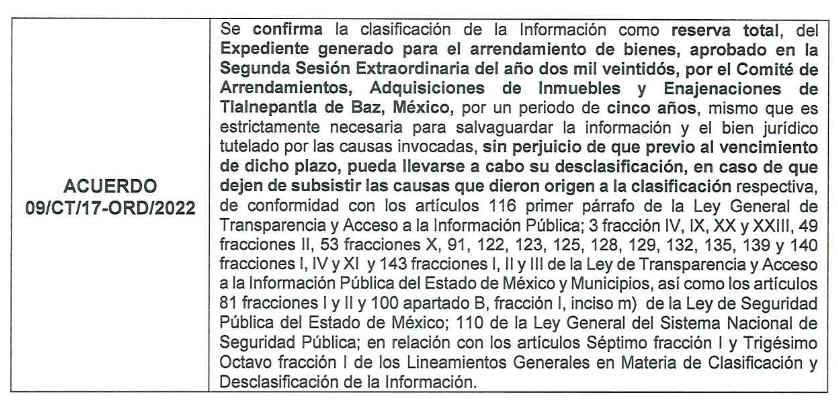 ACUERDO
09/CT/17-ORD/2022
Se confirma la clasificación de la Información como reserva total, del
Expediente generado para el arrendamiento de bienes, aprobado en la
Segunda Sesión Extraordinaria del año dos mil veintidós, por el Comité de
Arrendamientos, Adquisiciones de Inmuebles y Enajenaciones de
Tlalnepantla de Baz, México, por un periodo de cinco años, mismo que es
estrictamente necesaria para salvaguardar la información y el bien jurídico
tutelado por las causas invocadas, sin perjuicio de que previo al vencimiento
de dicho plazo, pueda llevarse a cabo su desclasificación, en caso de que
dejen de subsistir las causas que dieron origen a la clasificación respectiva,
de conformidad con los artículos 116 primer párrafo de la Ley General de
Transparencia y Acceso a la Información Pública; 3 fracción IV, IX, XX y XXIII, 49
fracciones II, 53 fracciones X, 91, 122, 123, 125, 128, 129, 132, 135, 139 y 140
fracciones I, IV y XI y 143 fracciones I, II y III de la Ley de Transparencia y Acceso
a la Información Pública del Estado de México y Municipios, así como los artículos
81 fracciones I y II y 100 apartado B, fracción I, inciso m) de la Ley de Seguridad
Pública del Estado de México; 110 de la Ley General del Sistema Nacional de
Seguridad Pública; en relación con los artículos Séptimo fracción I y Trigésimo
Octavo fracción I de los Lineamientos Generales en Materia de Clasificación y
Desclasificación de la Información.